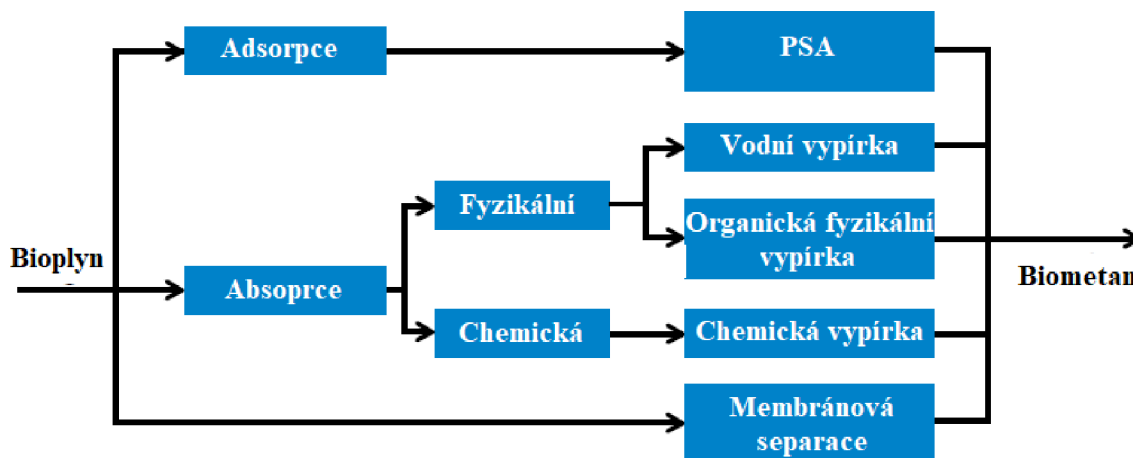 Adsorpce
PSA
Vodní vypírka
Fyzikální
Organická fyzikální
vypírka
Bioplyn
Absoprce
Biometan
Chemická
Chemická vypírka
Membránová
separace